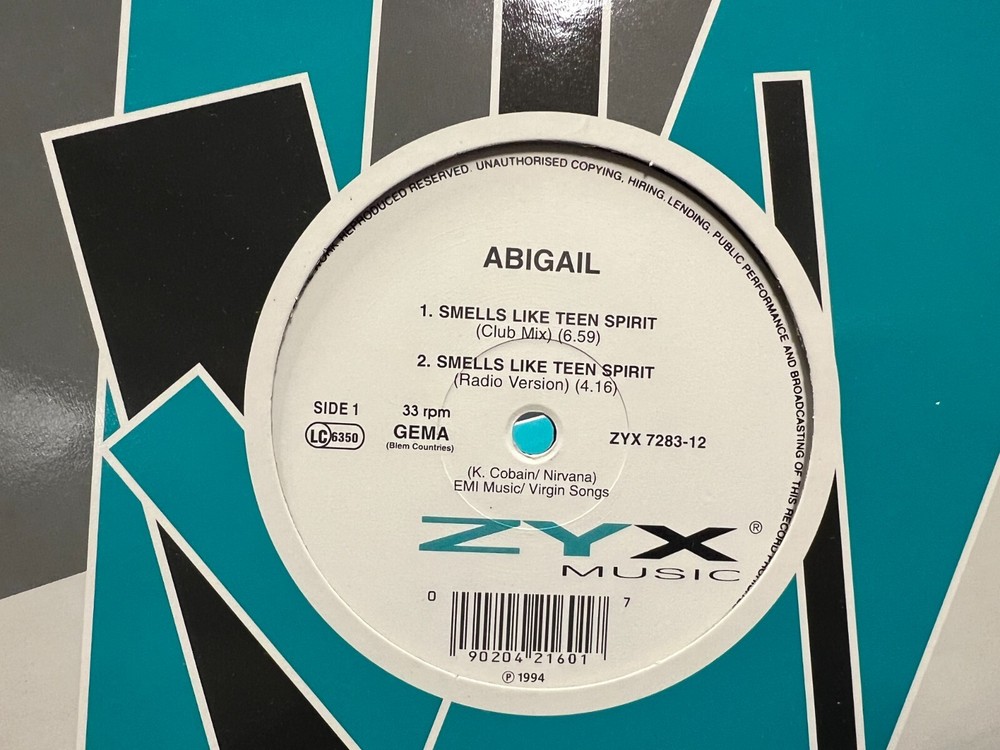 WORK REPRODUCED RESERVED. UNAUTHORISED COPYING, HIRING, LENDING, PUBLIC PERFORMANCE AND BROADCASTING OF THIS RECORD
ABIGAIL
1. SMELLS LIKE TEEN SPIRIT
(Club Mix) (6.59)
2. SMELLS LIKE TEEN SPIRIT
(Radio Version) (4.16)
SIDE 1
33 rpm
LC 6350
GEMA
(Biem Countries)
ZYX 7283-12
(K. Cobain/ Nirvana)
EMI Music/ Virgin Songs
ZYX ®
MUSIC
0 90204 21601 7
℗ 1994